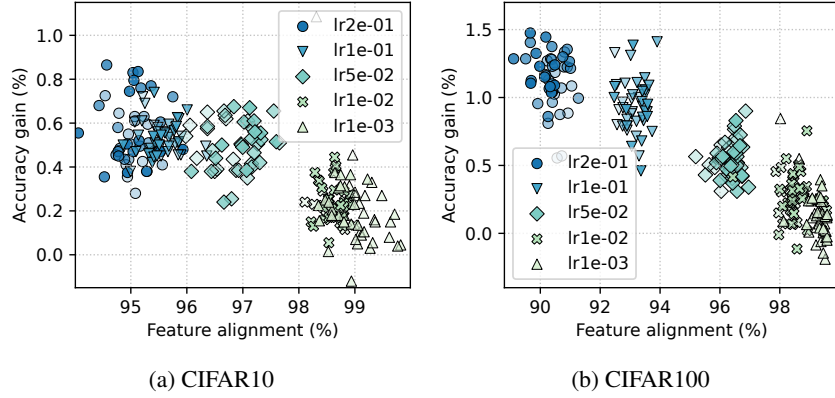 1.0
0.8
0.6
0.4
0.2
0.0
Accuracy gain (%)
lr2e-01
lr1e-01
lr5e-02
lr1e-02
lr1e-03
95 96 97 98 99
Feature alignment (%)
(a) CIFAR10
1.5
1.0
0.5
0.0
Accuracy gain (%)
lr2e-01
lr1e-01
lr5e-02
lr1e-02
lr1e-03
90 92 94 96 98
Feature alignment (%)
(b) CIFAR100